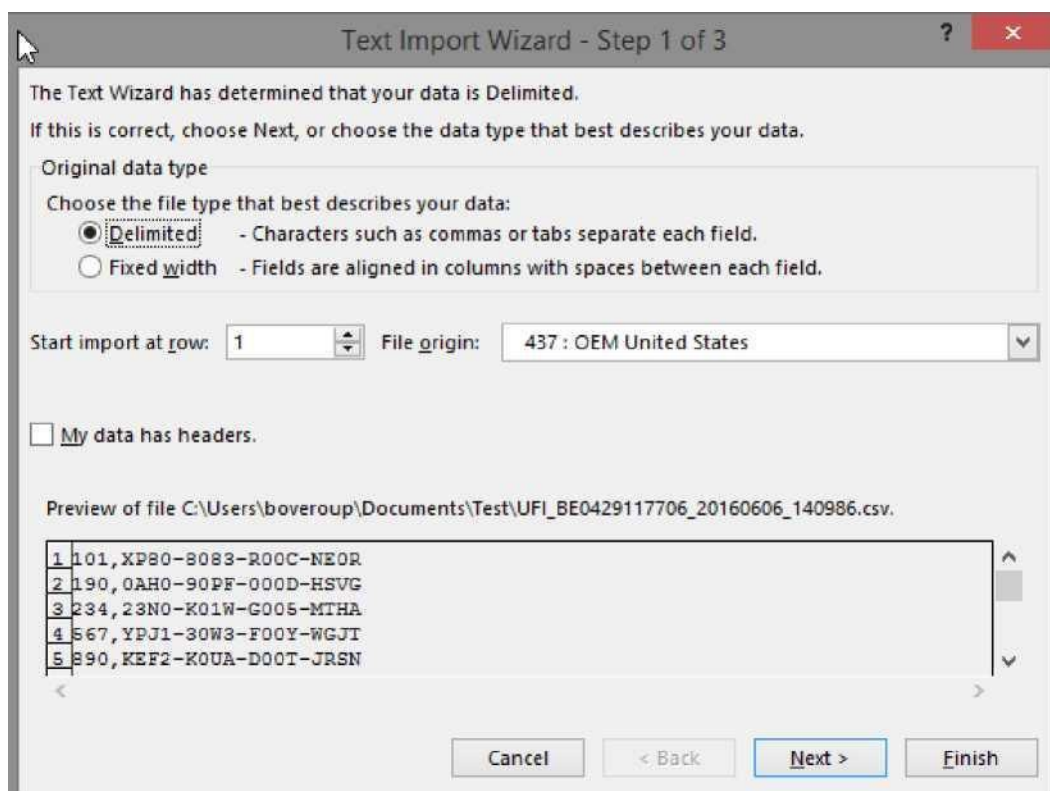 Text Import Wizard - Step 1 of 3 ? ×
The Text Wizard has determined that your data is Delimited.
If this is correct, choose Next, or choose the data type that best describes your data.
Original data type
Choose the file type that best describes your data:
Delimited - Characters such as commas or tabs separate each field.
Fixed width - Fields are aligned in columns with spaces between each field.
Start import at row: 1 File origin: 437 : OEM United States
My data has headers.
Preview of file C:\Users\boveroup\Documents\Test\UFI_BE0429117706_20160606_140986.csv.
1 101,XP80-8083-R00C-NE0R
2 190,0AH0-90PF-000D-HSVG
3 234,23N0-K01W-G005-MTHA
4 567,YPJ1-30W3-F00Y-WGJT
5 890,KEF2-K0UA-D00T-JRSN
Cancel < Back Next > Finish